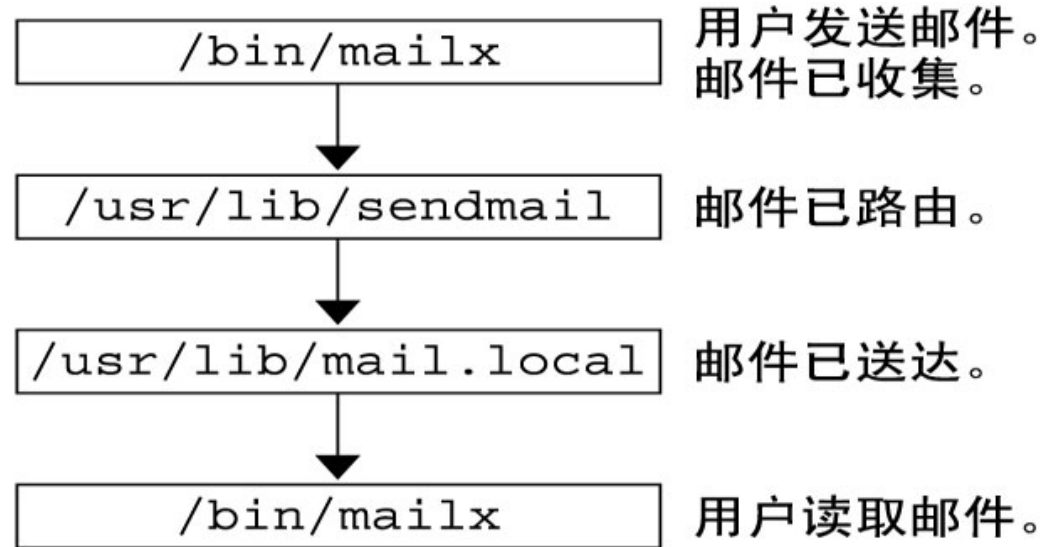 /bin/mailx
用户发送邮件。
邮件已收集。
/usr/lib/sendmail
邮件已路由。
/usr/lib/mail.local
邮件已送达。
/bin/mailx
用户读取邮件。